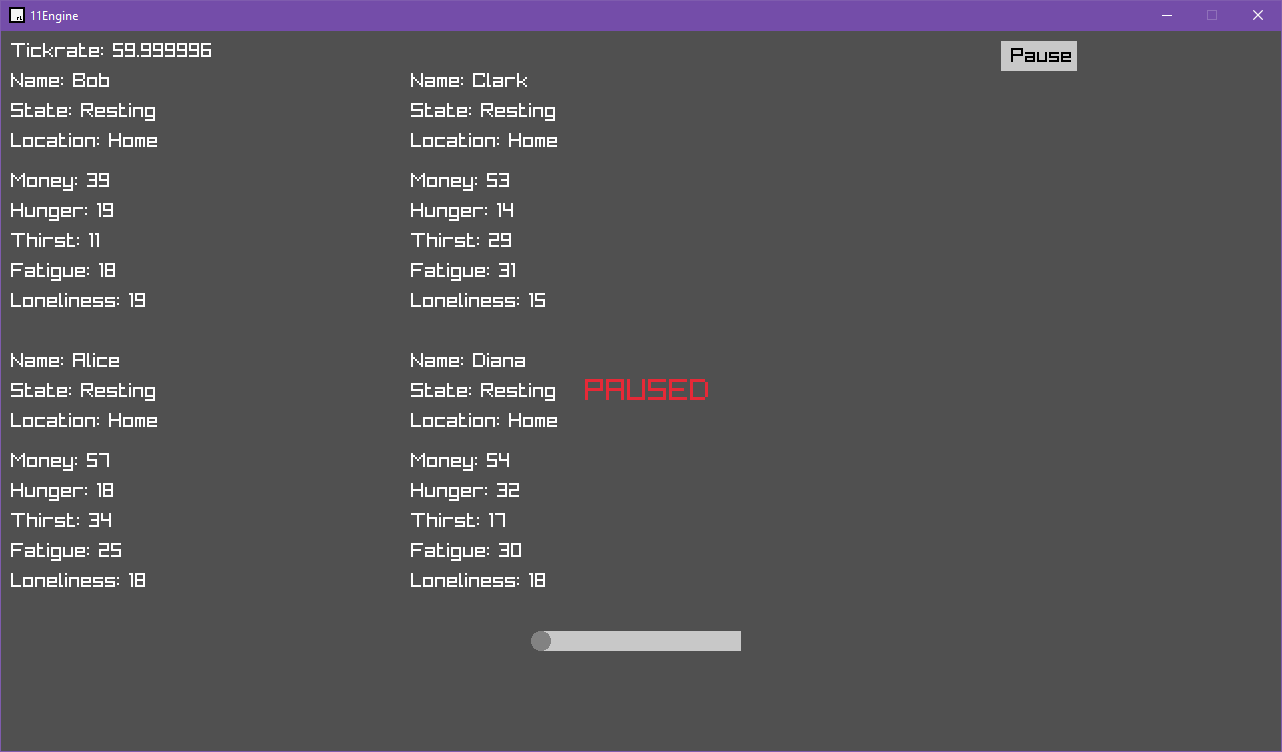 11Engine
Tickrate: 59.999996
Pause
Name: Bob
State: Resting
Location: Home
Money: 39
Hunger: 19
Thirst: 11
Fatigue: 18
Loneliness: 19
Name: Clark
State: Resting
Location: Home
Money: 53
Hunger: 14
Thirst: 29
Fatigue: 31
Loneliness: 15
Name: Alice
State: Resting
Location: Home
Money: 57
Hunger: 18
Thirst: 34
Fatigue: 25
Loneliness: 18
Name: Diana
State: Resting
Location: Home
Money: 54
Hunger: 32
Thirst: 17
Fatigue: 30
Loneliness: 18
PAUSED